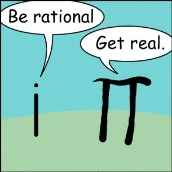 Be rational
Get real.
i
π